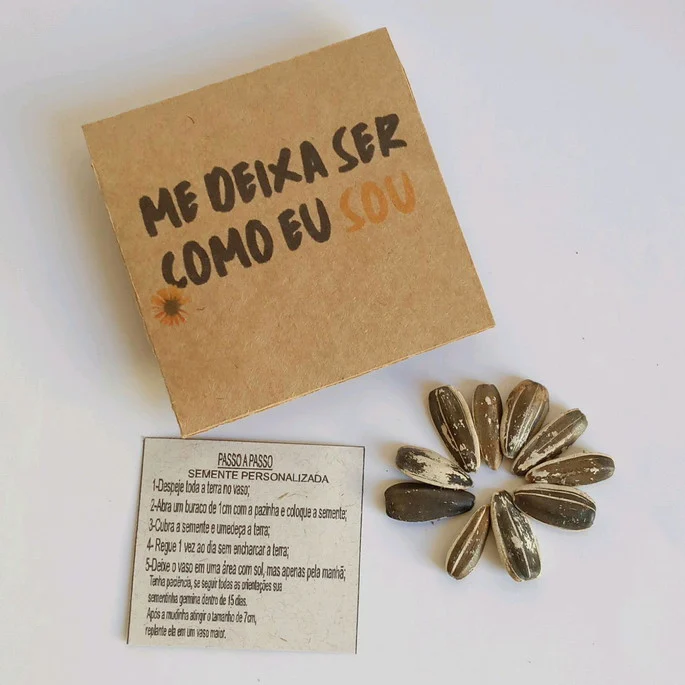 ME DEIXA SER
COMO EU SOU
PASSO A PASSO
SEMENTE PERSONALIZADA
1-Despeje toda a terra no vaso;
2-Abra um buraco de 1cm com a pazinha e coloque a semente;
3-Cubra a semente e umedeça a terra;
4- Regue 1 vez ao dia sem encharcar a terra;
5-Deixe o vaso em uma área com sol, mas apenas pela manhã;
Tenha paciência, se seguir todas as orientações sua
sementinha germina dentro de 15 dias.
Após a mudinha atingir o tamanho de 7cm,
replante ela em um vaso maior.